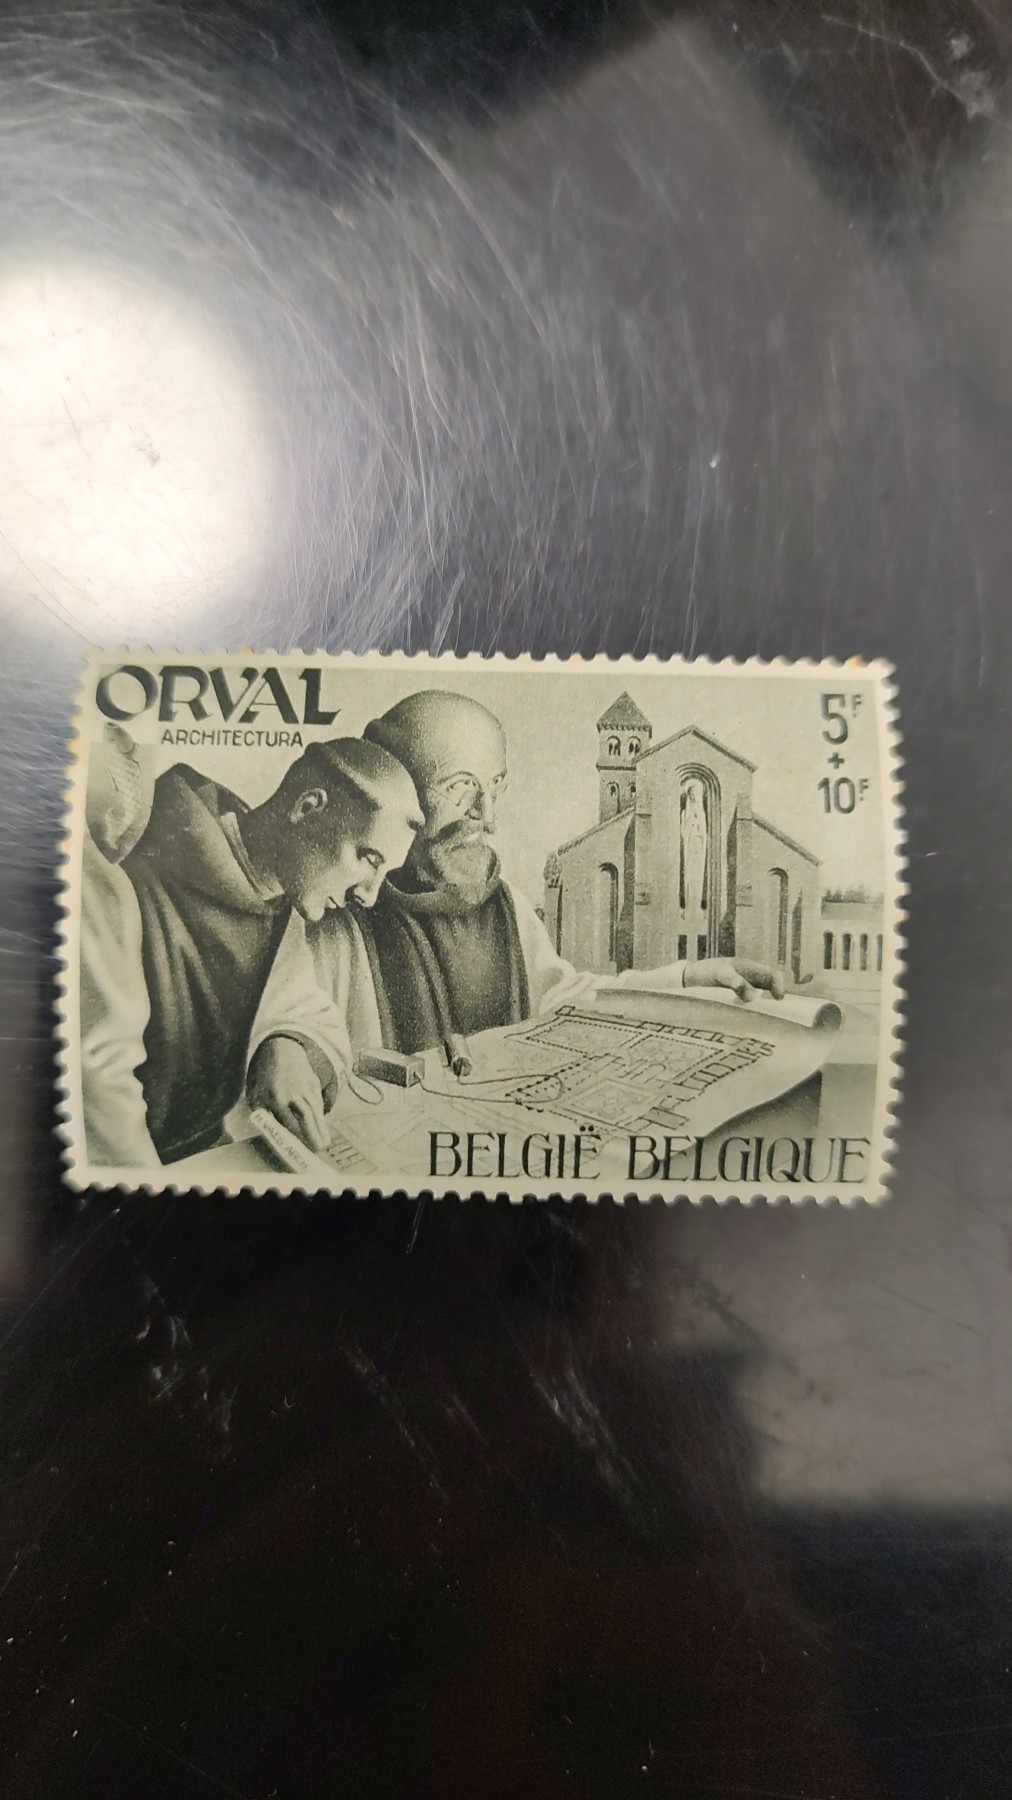 ORVAL
ARCHITECTURA
5F.
+
10F.
BELGIË BELGIQUE